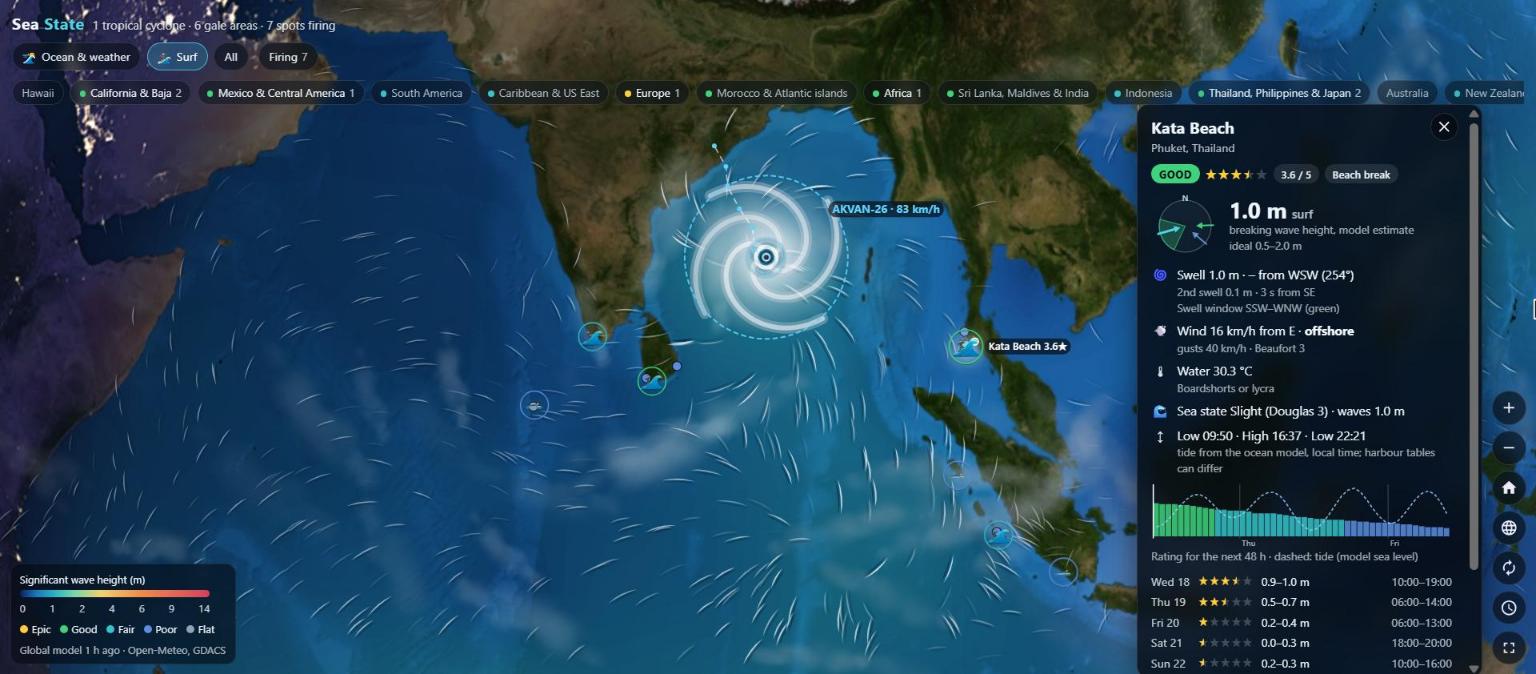 Sea State 1 tropical cyclone · 6 gale areas · 7 spots firing
Ocean & weather Surf All Firing 7
Hawaii California & Baja 2 Mexico & Central America 1 South America Caribbean & US East Europe 1 Morocco & Atlantic islands Africa 1 Sri Lanka, Maldives & India Indonesia Thailand, Philippines & Japan 2 Australia New Zealand
AKVAN-26 · 83 km/h
Kata Beach 3.6★
Kata Beach
Phuket, Thailand
GOOD ★★★★★ 3.6 / 5 Beach break
N
1.0 m surf
breaking wave height, model estimate
ideal 0.5–2.0 m
Swell 1.0 m · – from WSW (254°)
2nd swell 0.1 m · 3 s from SE
Swell window SSW–WNW (green)
Wind 16 km/h from E · offshore
gusts 40 km/h · Beaufort 3
Water 30.3 °C
Boardshorts or lycra
Sea state Slight (Douglas 3) · waves 1.0 m
Low 09:50 · High 16:37 · Low 22:21
tide from the ocean model, local time; harbour tables
can differ
Thu Fri
Rating for the next 48 h · dashed: tide (model sea level)
Wed 18 ★★★★★ 0.9–1.0 m 10:00–19:00
Thu 19 ★★★★★ 0.5–0.7 m 06:00–14:00
Fri 20 ★★★★★ 0.2–0.4 m 06:00–13:00
Sat 21 ★★★★★ 0.0–0.3 m 18:00–20:00
Sun 22 ★★★★★ 0.2–0.3 m 10:00–16:00
Significant wave height (m)
0 1 2 4 6 9 14
Epic Good Fair Poor Flat
Global model 1 h ago · Open-Meteo, GDACS